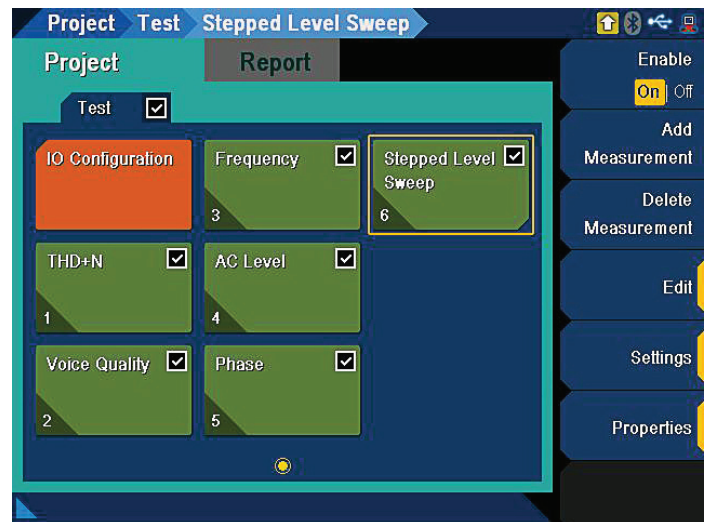 Project Test Stepped Level Sweep
Project Report
Test
IO Configuration
Frequency
3
Stepped Level
Sweep
6
THD+N
1
AC Level
4
Voice Quality
2
Phase
5
Enable
On | Off
Add
Measurement
Delete
Measurement
Edit
Settings
Properties